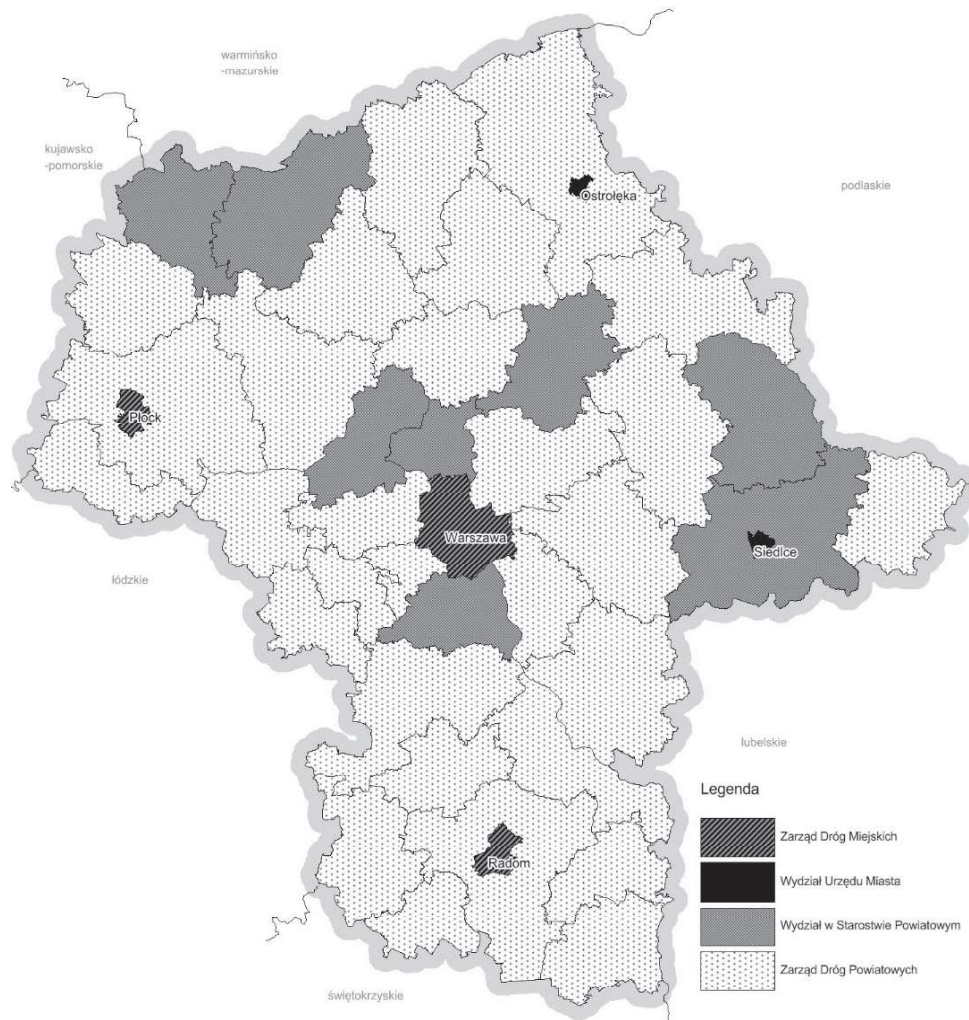 warmińsko
-mazurskie
kujawsko
-pomorskie
podlaskie
Ostrołęka
Płock
Warszawa
Siedlce
łódzkie
lubelskie
Radom
świętokrzyskie
Legenda
Zarząd Dróg Miejskich
Wydział Urzędu Miasta
Wydział w Starostwie Powiatowym
Zarząd Dróg Powiatowych